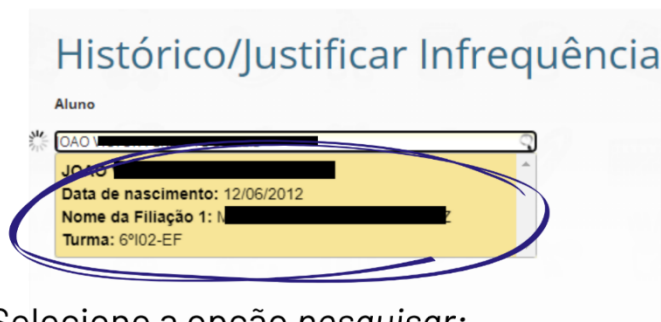 Histórico/Justificar Infrequência
Aluno
OAO
JOAO
Data de nascimento: 12/06/2012
Nome da Filiação 1:
Turma: 6ºI02-EF
Selecione a opção pesquisar: